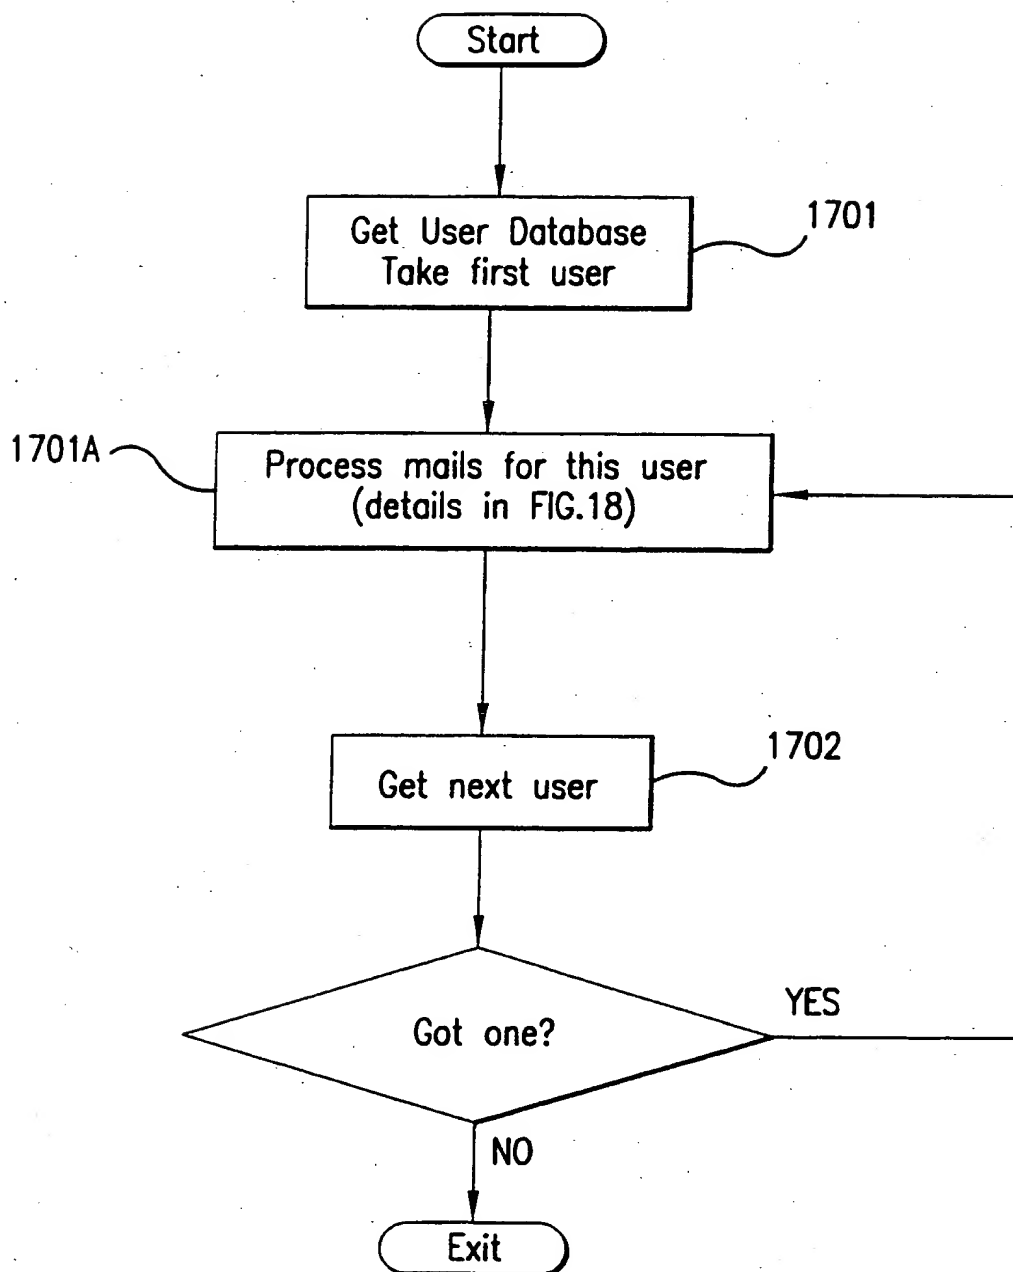 Start
Get User Database
Take first user
1701
1701A
Process mails for this user
(details in FIG.18)
Get next user
1702
Got one?
YES
NO
Exit